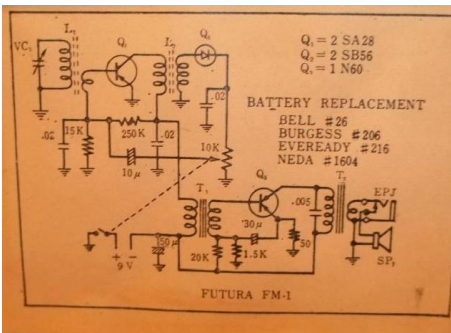 L₁
Q₁
L₂
Q₃
VC₁
Q₁ = 2 SA28
Q₂ = 2 SB56
Q₃ = 1 N60
.02
BATTERY REPLACEMENT
BELL #26
BURGESS #206
EVEREADY #216
NEDA #1604
.02
15K
250K
.02
10K
10μ
T₁
T₂
EPJ
.005
30μ
50μ
9V
20K
1.5K
50
SP₁
FUTURA FM-1